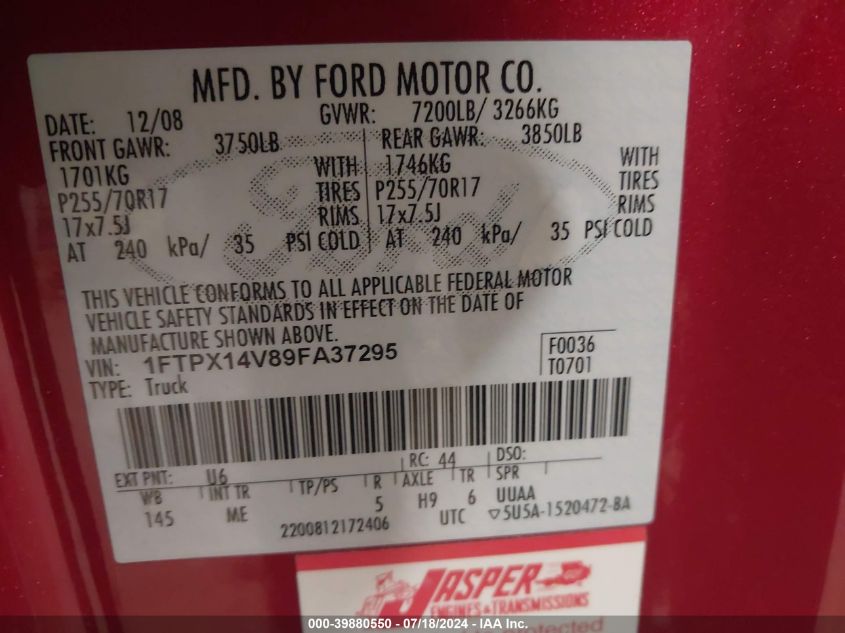 MFD. BY FORD MOTOR CO.
DATE: 12/08 GVWR: 7200LB/ 3266KG
FRONT GAWR: 3750LB REAR GAWR: 3850LB
1701KG WITH 1746KG WITH
P255/70R17 TIRES P255/70R17 TIRES
17x7.5J RIMS 17x7.5J RIMS
AT 240 kPa/ 35 PSI COLD AT 240 kPa/ 35 PSI COLD
Ford
THIS VEHICLE CONFORMS TO ALL APPLICABLE FEDERAL MOTOR
VEHICLE SAFETY STANDARDS IN EFFECT ON THE DATE OF
MANUFACTURE SHOWN ABOVE.
VIN: 1FTPX14V89FA37295 F0036
TYPE: Truck T0701
EXT PNT: U6 RC: 44 DSO:
WB INT TR TP/PS R AXLE TR SPR
145 ME 5 H9 6 UUAA
2200812172406 UTC ▽5U5A-1520472-BA
JASPER
ENGINES & TRANSMISSIONS
Protected
000-39880550 / 07/18/2024 - IAA Inc.